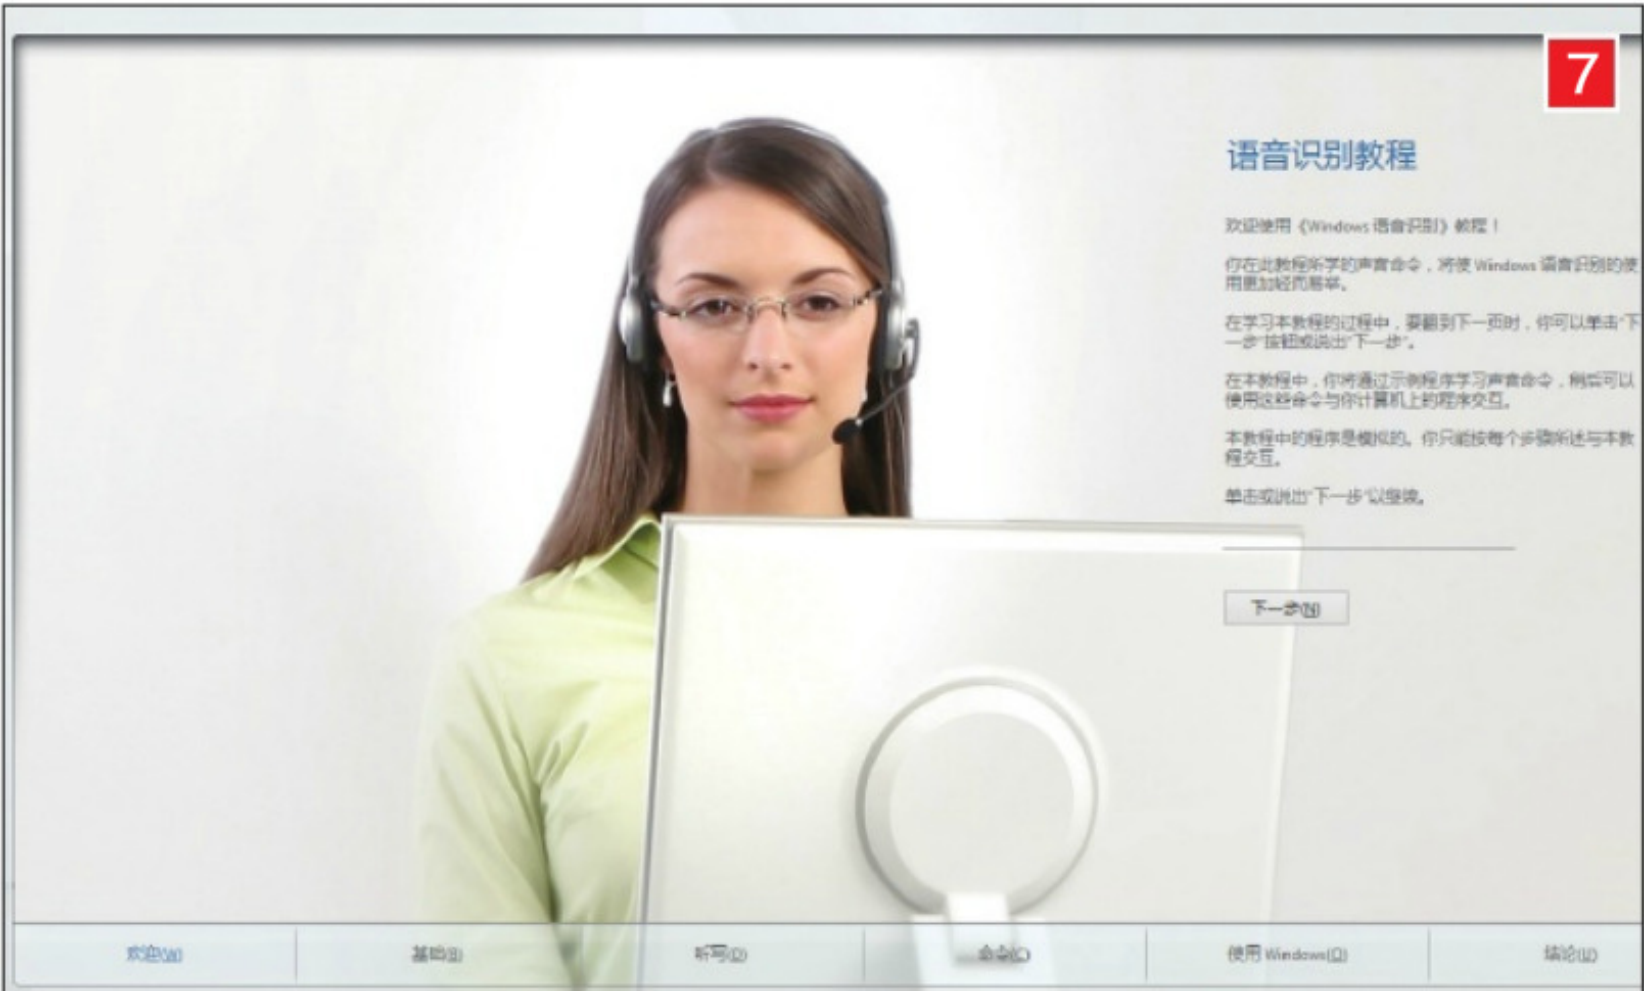 7
语音识别教程
欢迎使用《Windows 语音识别》教程！
你在此教程所学的声音命令，将使 Windows 语音识别的使
用更加轻而易举。
在学习本教程的过程中，要翻到下一页时，你可以单击“下
一步”按钮或说出“下一步”。
在本教程中，你将通过示例程序学习声音命令，稍后可以
使用这些命令与你计算机上的程序交互。
本教程中的程序是模拟的。你只能按每个步骤所述与本教
程交互。
单击或说出“下一步”以继续。
下一步(N)
欢迎(W)
基础(B)
听写(D)
命令(C)
使用 Windows(O)
结论(U)